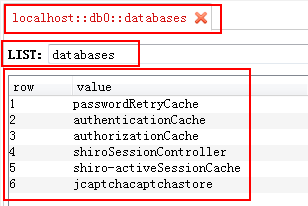 localhost::db0::databases
LIST: databases
row value
1 passwordRetryCache
2 authenticationCache
3 authorizationCache
4 shiroSessionController
5 shiro-activeSessionCache
6 jcaptchacaptchastore